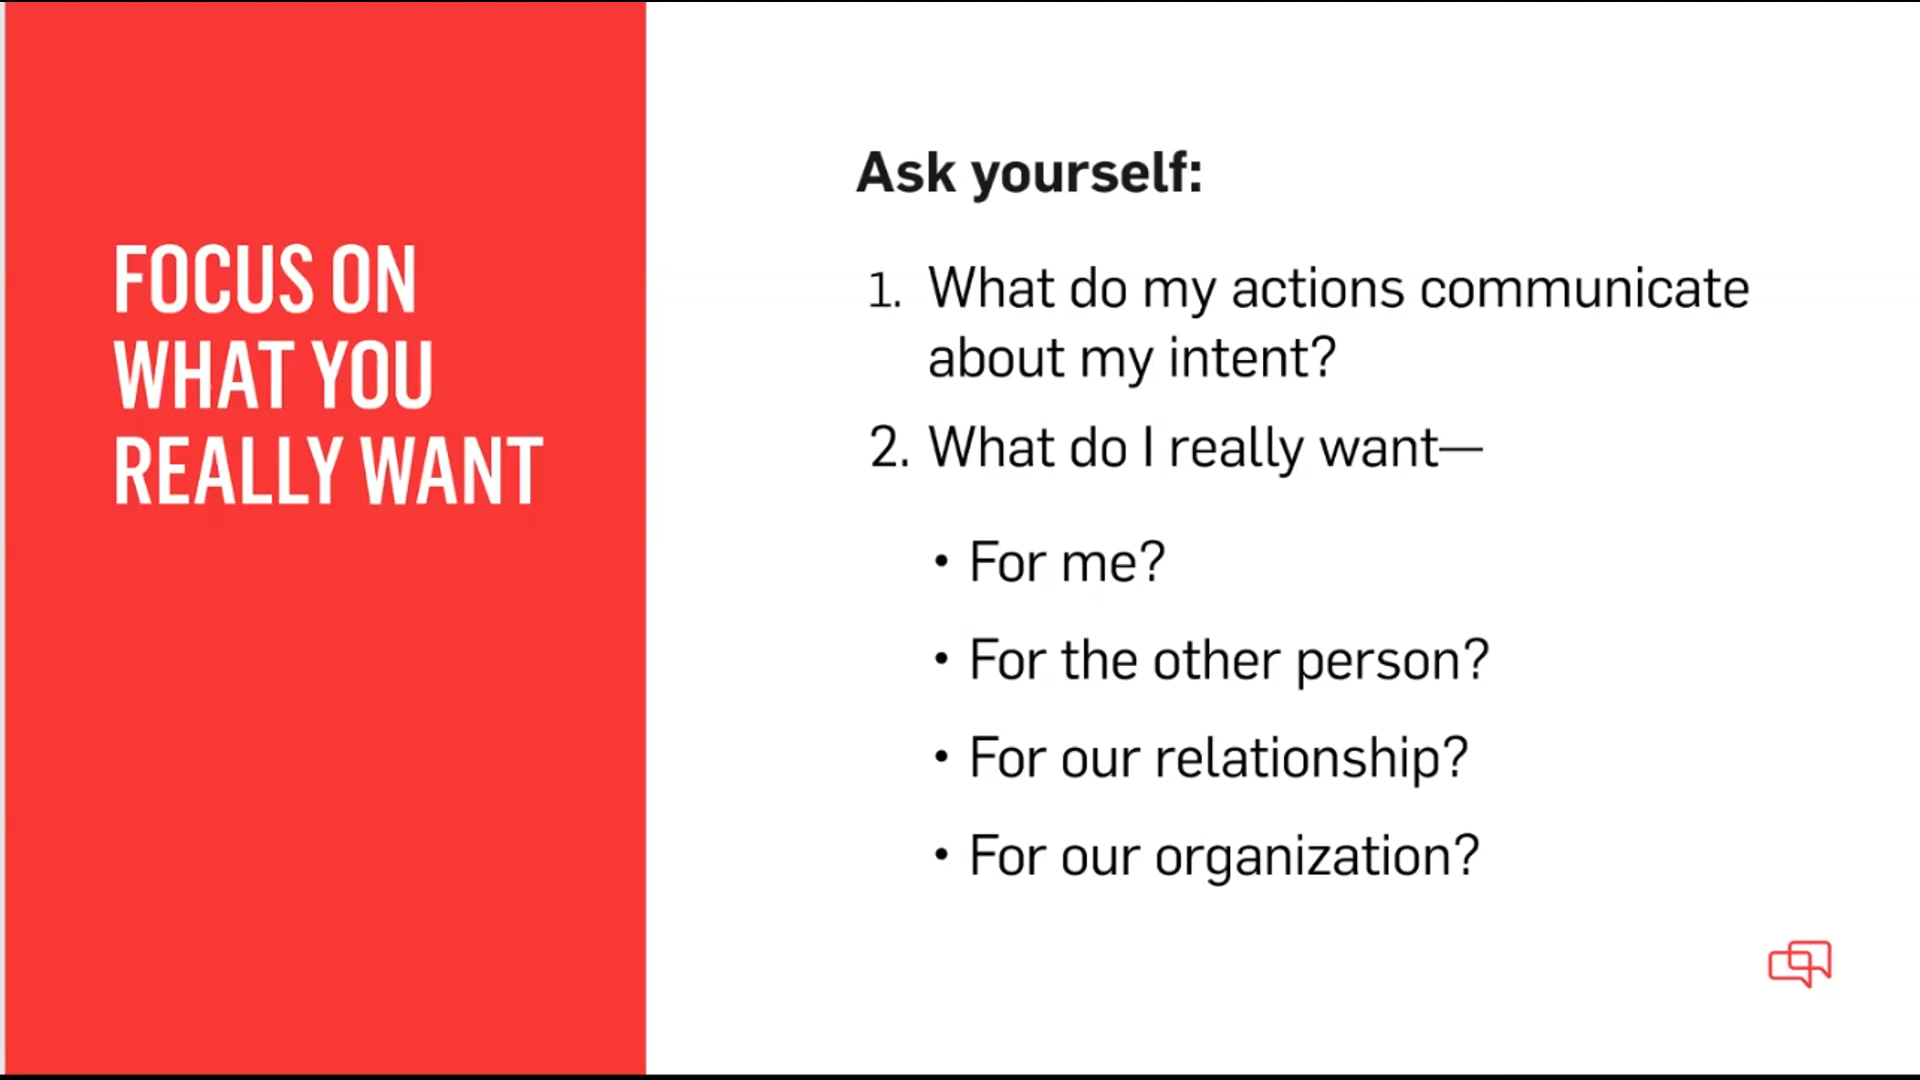 FOCUS ON
WHAT YOU
REALLY WANT
Ask yourself:
1. What do my actions communicate
about my intent?
2. What do I really want—
• For me?
• For the other person?
• For our relationship?
• For our organization?